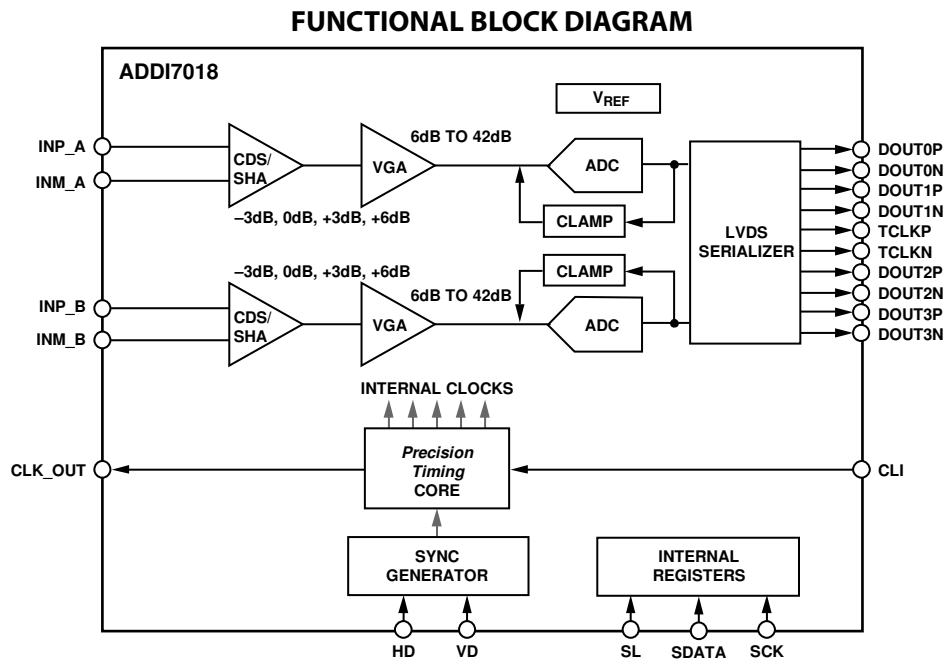 FUNCTIONAL BLOCK DIAGRAM
ADDI7018
VREF
INP_A
INM_A
CDS/
SHA
VGA
6dB TO 42dB
ADC
CLAMP
–3dB, 0dB, +3dB, +6dB
–3dB, 0dB, +3dB, +6dB
CLAMP
INP_B
INM_B
CDS/
SHA
VGA
6dB TO 42dB
ADC
LVDS
SERIALIZER
DOUT0P
DOUT0N
DOUT1P
DOUT1N
TCLKP
TCLKN
DOUT2P
DOUT2N
DOUT3P
DOUT3N
INTERNAL CLOCKS
CLK_OUT
Precision
Timing
CORE
CLI
SYNC
GENERATOR
INTERNAL
REGISTERS
HD
VD
SL
SDATA
SCK